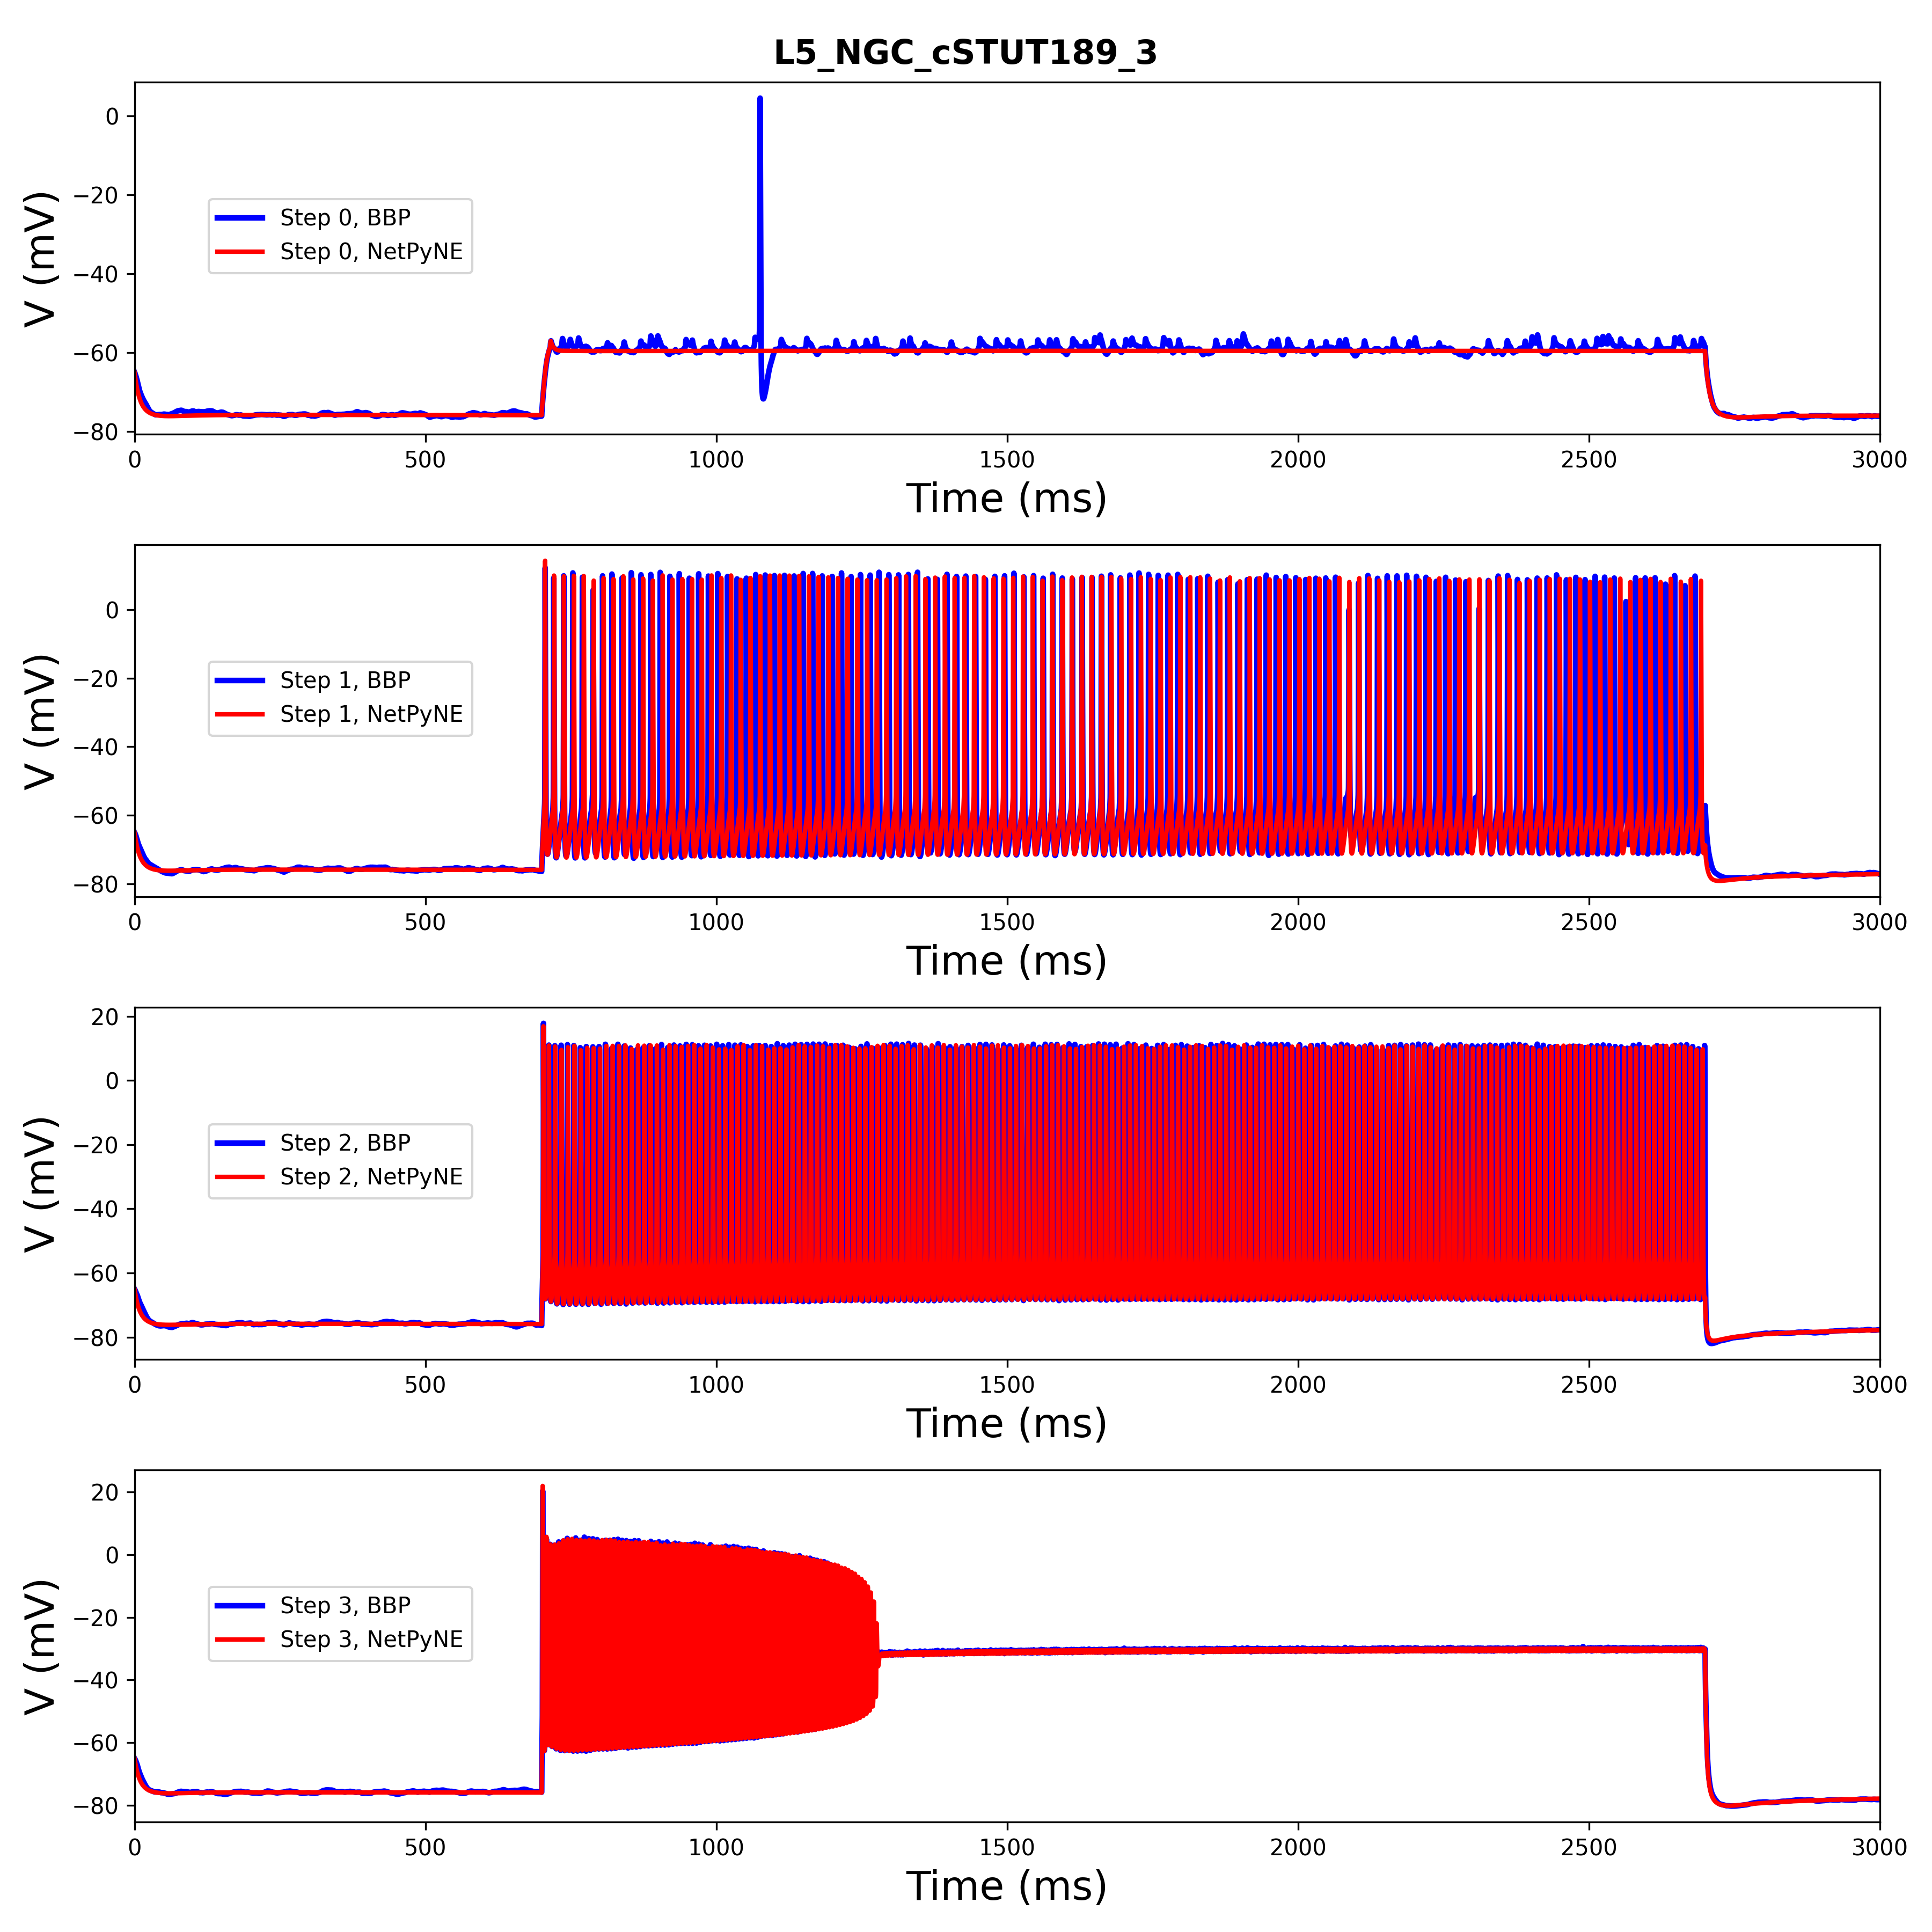 L5_NGC_cSTUT189_3
V (mV)
0
−20
−40
−60
−80
Step 0, BBP
Step 0, NetPyNE
0 500 1000 1500 2000 2500 3000
Time (ms)
V (mV)
0
−20
−40
−60
−80
Step 1, BBP
Step 1, NetPyNE
0 500 1000 1500 2000 2500 3000
Time (ms)
V (mV)
20
0
−20
−40
−60
−80
Step 2, BBP
Step 2, NetPyNE
0 500 1000 1500 2000 2500 3000
Time (ms)
V (mV)
20
0
−20
−40
−60
−80
Step 3, BBP
Step 3, NetPyNE
0 500 1000 1500 2000 2500 3000
Time (ms)